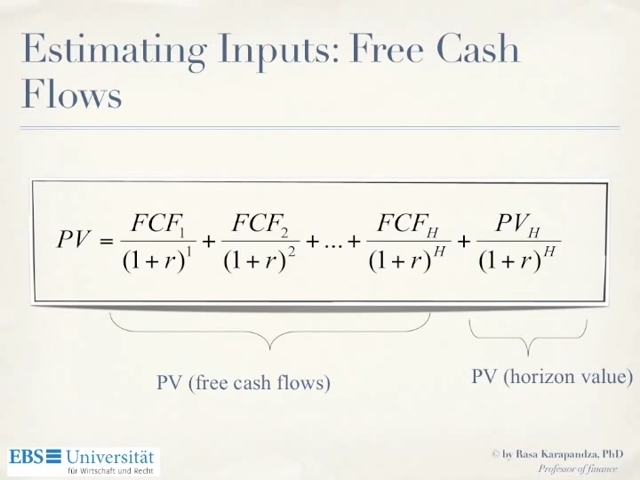 Estimating Inputs: Free Cash
Flows
PV = FCF₁/(1 + r)¹ + FCF₂/(1 + r)² + ... + FCF_H/(1 + r)^H + PV_H/(1 + r)^H
PV (free cash flows)
PV (horizon value)
EBS Universität
für Wirtschaft und Recht
© by Rasa Karapandza, PhD
Professor of finance